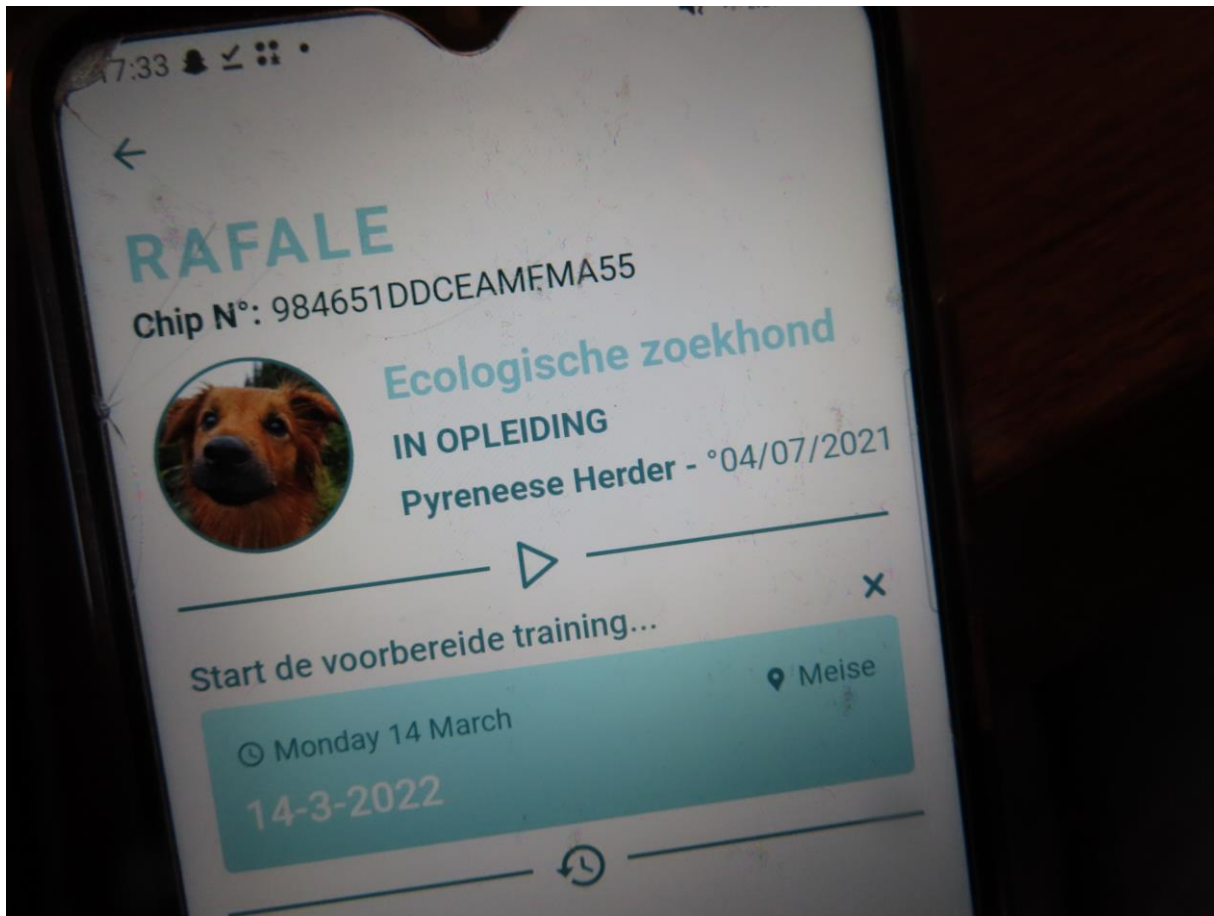 17:33
RAFALE
Chip N°: 984651DDCEAMFMA55
Ecologische zoekhond
IN OPLEIDING
Pyreneese Herder - °04/07/2021
Start de voorbereide training...
Meise
Monday 14 March
14-3-2022